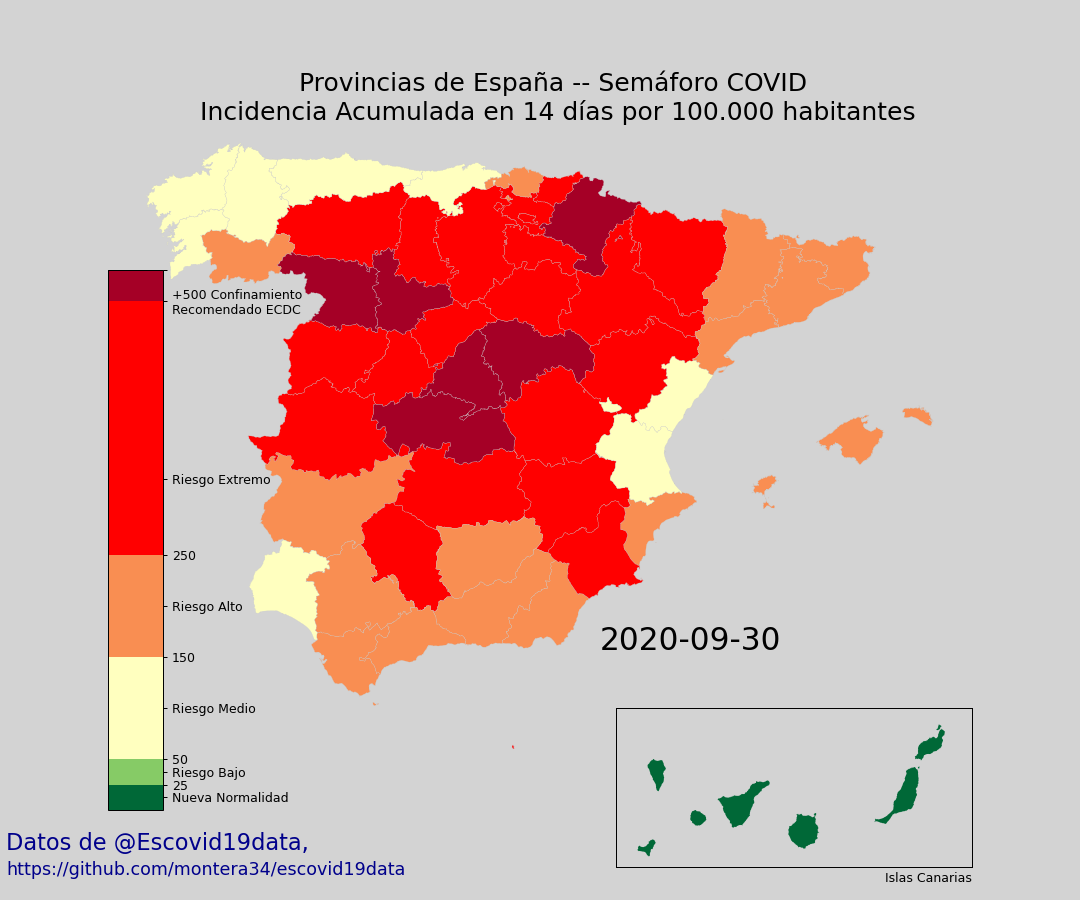 Provincias de España -- Semáforo COVID
Incidencia Acumulada en 14 días por 100.000 habitantes
+500 Confinamiento
Recomendado ECDC
Riesgo Extremo
250
Riesgo Alto
150
Riesgo Medio
50
Riesgo Bajo
25
Nueva Normalidad
2020-09-30
Islas Canarias
Datos de @Escovid19data,
https://github.com/montera34/escovid19data